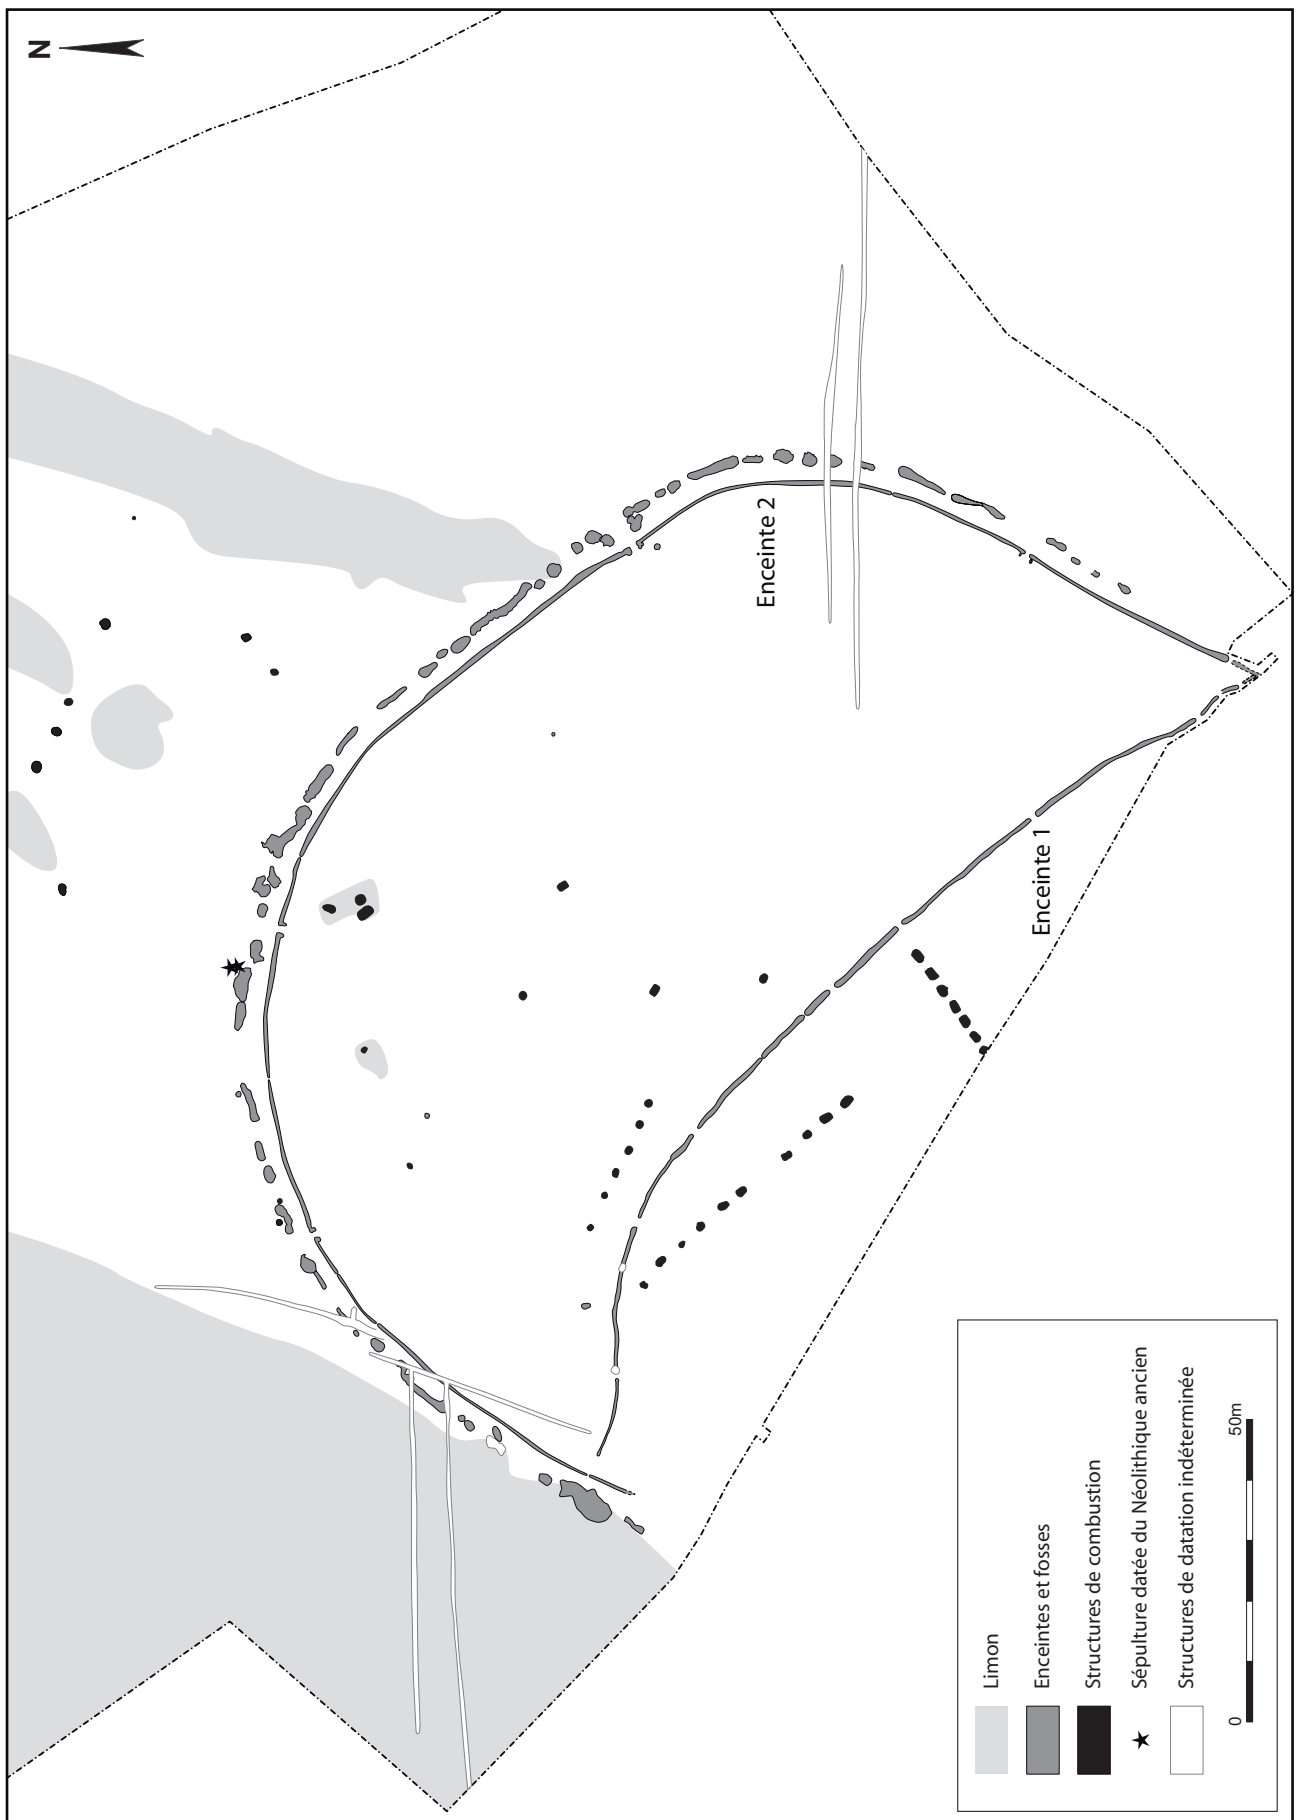 N
Enceinte 2
Enceinte 1
Limon
Enceintes et fosses
Structures de combustion
Sépulture datée du Néolithique ancien
Structures de datation indéterminée
0
50m